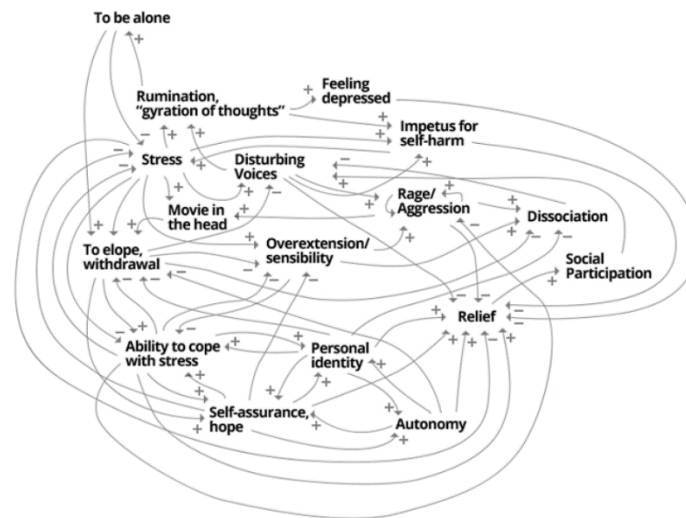 To be alone
Feeling
depressed
Rumination,
“gyration of thoughts”
Impetus for
self-harm
Stress
Disturbing
Voices
Rage/
Aggression
Movie in
the head
Dissociation
To elope,
withdrawal
Overextension/
sensibility
Social
Participation
Relief
Ability to cope
with stress
Personal
identity
Self-assurance,
hope
Autonomy